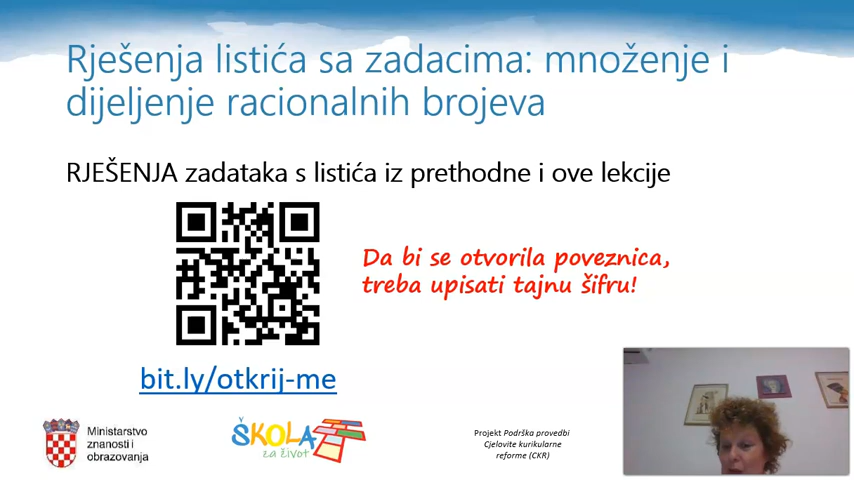 Rješenja listića sa zadacima: množenje i
dijeljenje racionalnih brojeva
RJEŠENJA zadataka s listića iz prethodne i ove lekcije
Da bi se otvorila poveznica,
treba upisati tajnu šifru!
bit.ly/otkrij-me
Ministarstvo
znanosti i
obrazovanja
ŠKOLA
za život
Projekt Podrška provedbi
Cjelovite kurikularne
reforme (CKR)